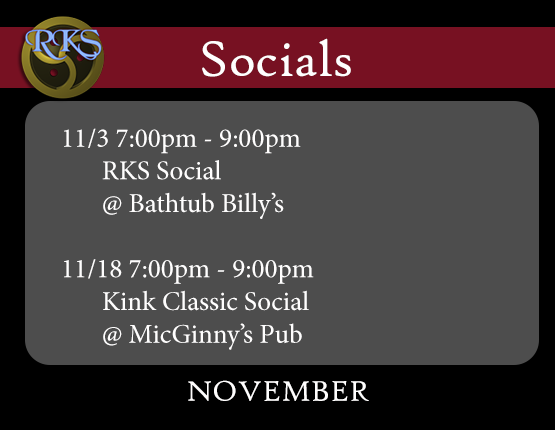 RKS
Socials
11/3 7:00pm - 9:00pm
RKS Social
@ Bathtub Billy’s
11/18 7:00pm - 9:00pm
Kink Classic Social
@ MicGinny’s Pub
NOVEMBER